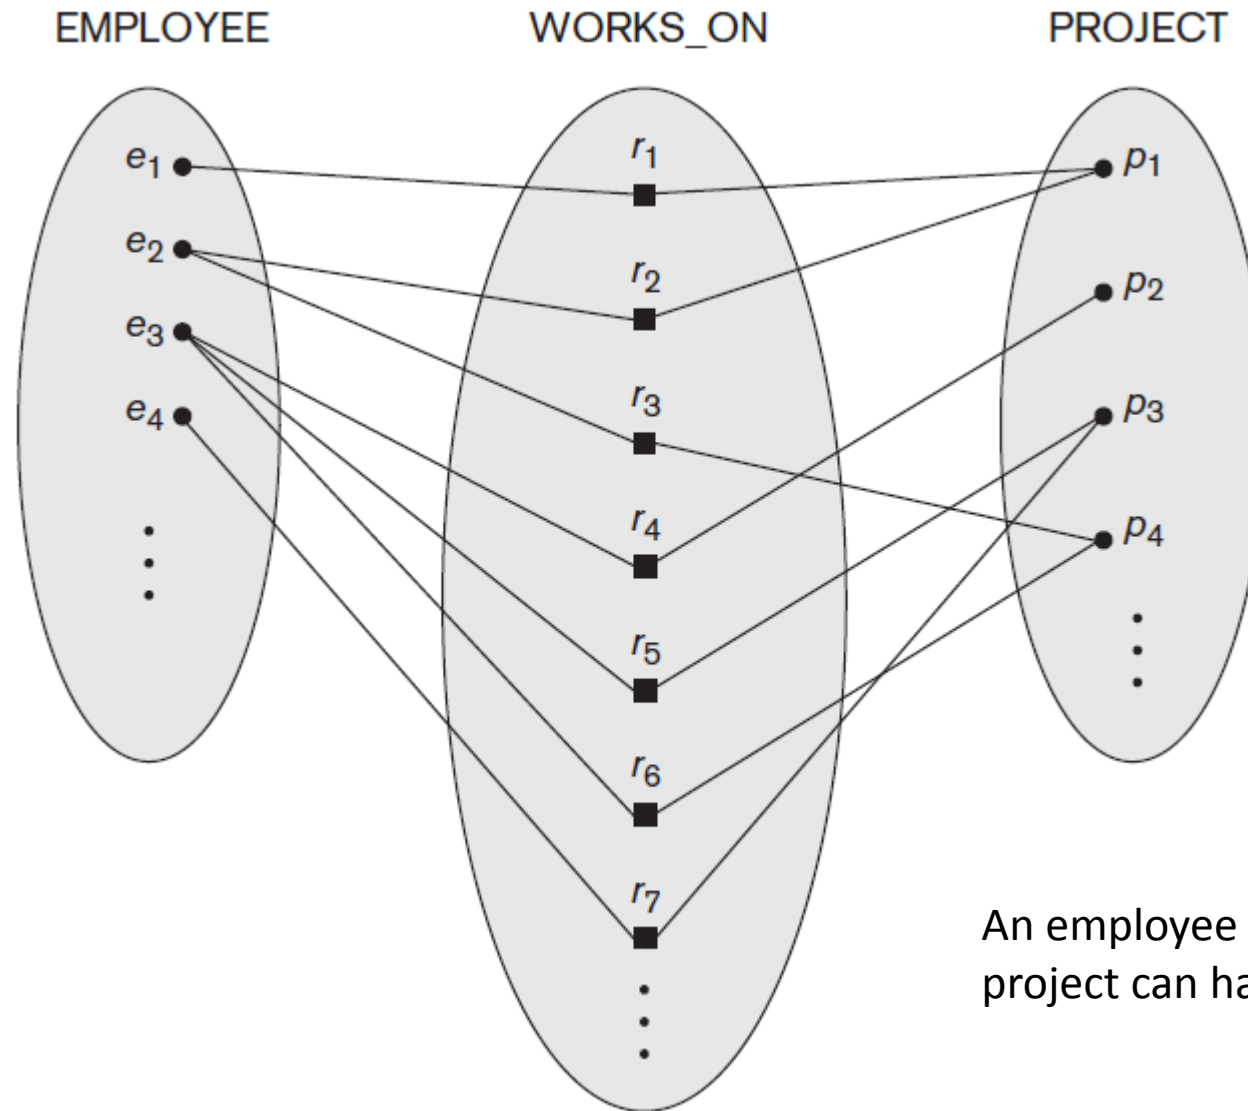 EMPLOYEE WORKS_ON PROJECT
e1 r1 p1
e2 r2 p2
e3 r3 p3
e4 r4 p4
r5
r6
r7
An employee
project can ha